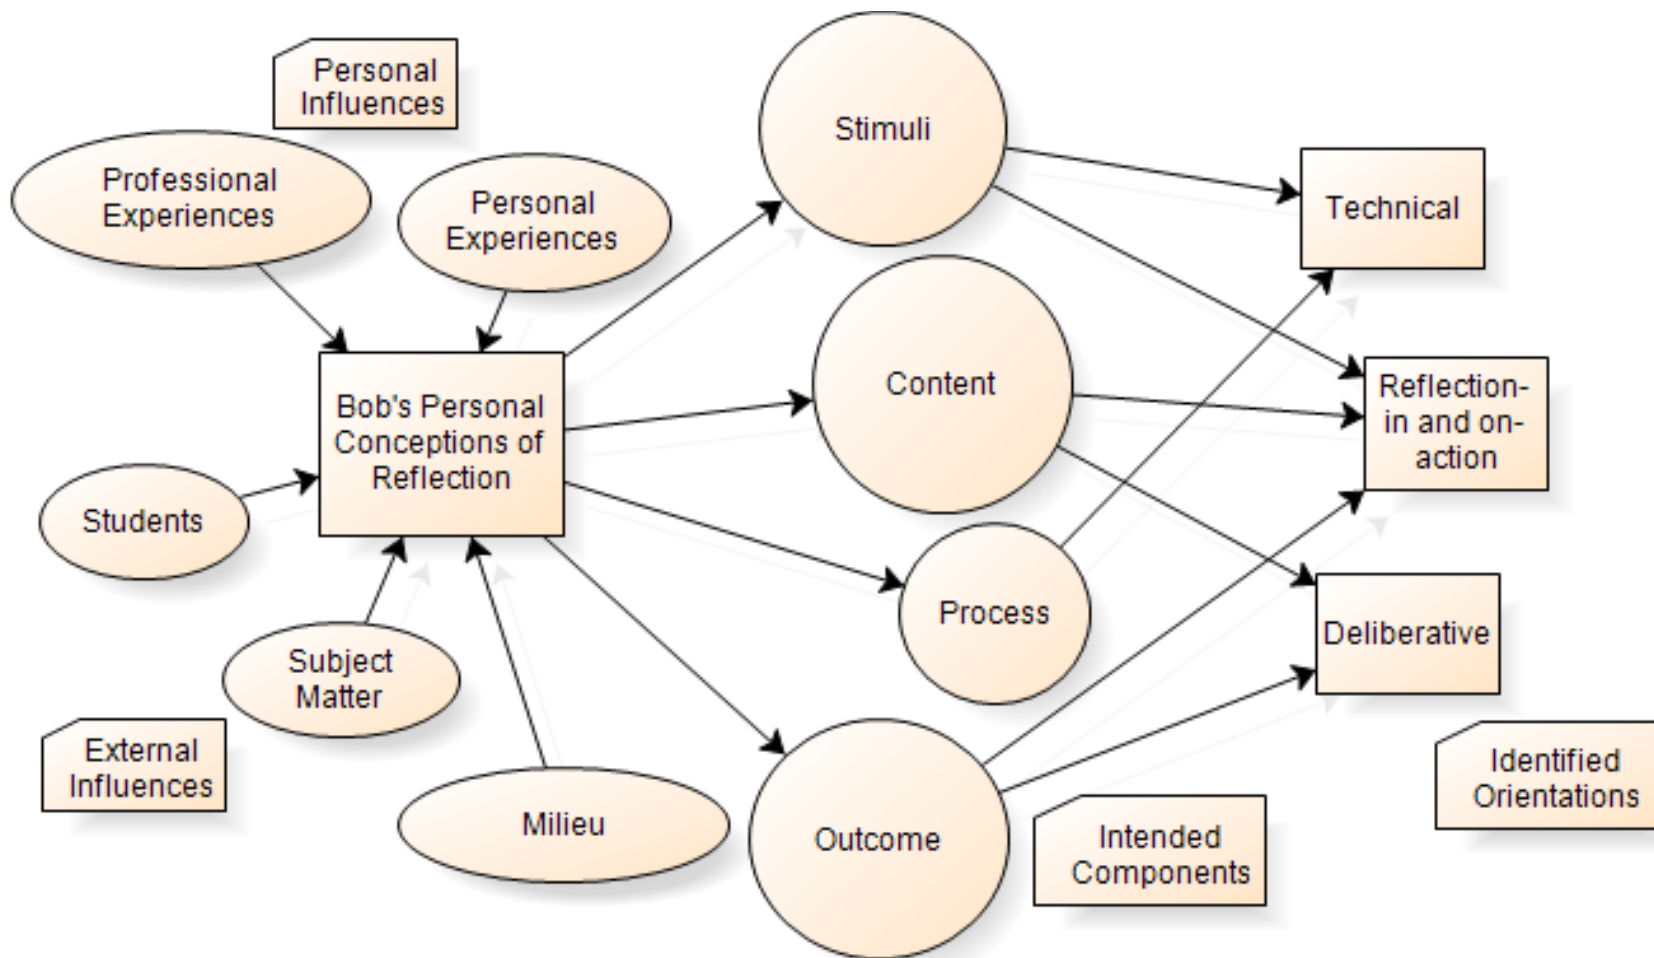 Personal
Influences
Professional
Experiences
Personal
Experiences
Bob's Personal
Conceptions of
Reflection
Students
Subject
Matter
External
Influences
Milieu
Stimuli
Content
Process
Outcome
Intended
Components
Technical
Reflection-
in and on-
action
Deliberative
Identified
Orientations